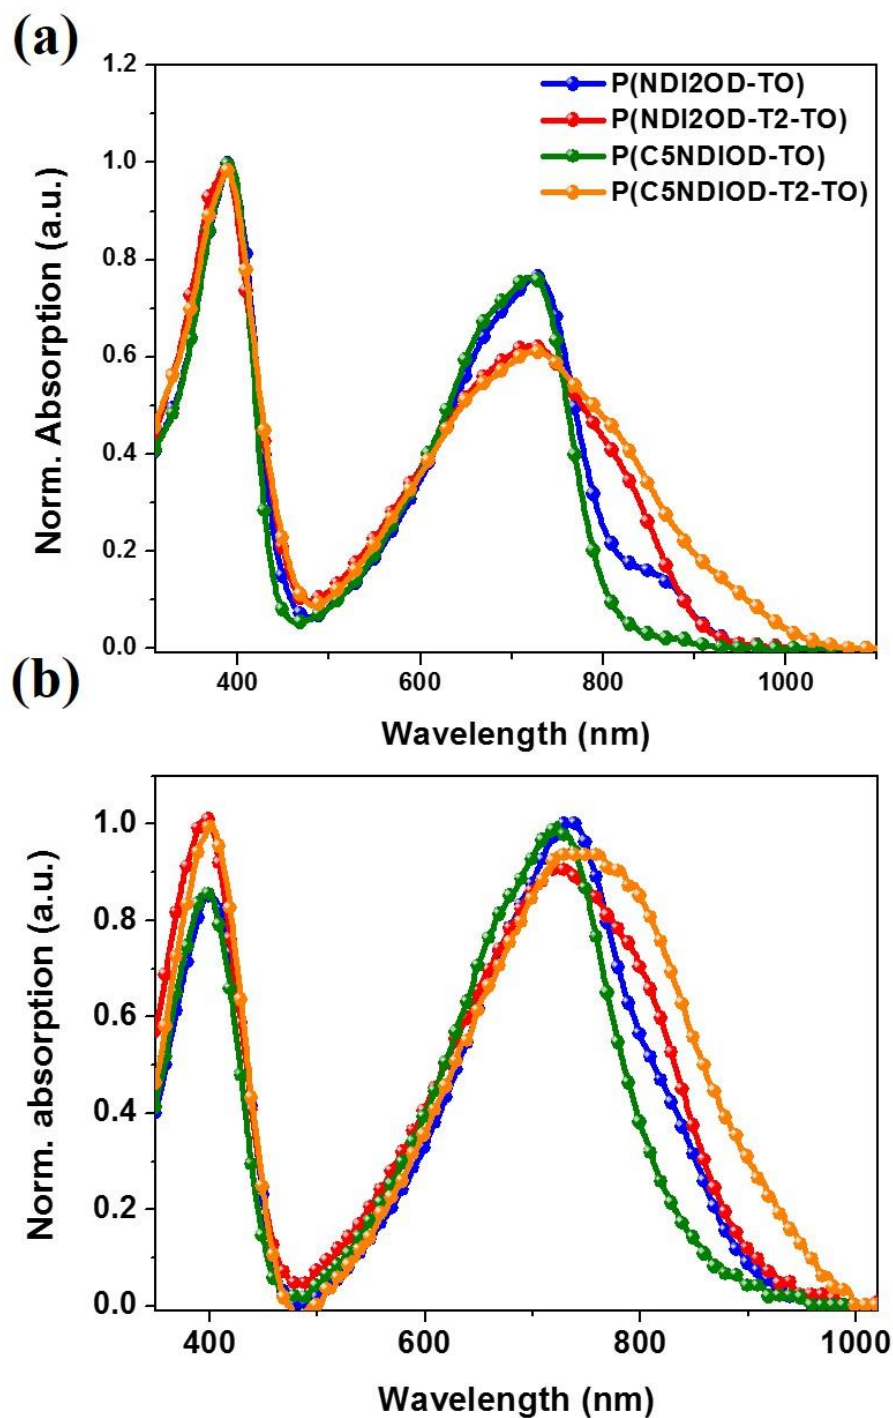 (a)
1.2
1.0
0.8
0.6
0.4
0.2
0.0
Norm. Absorption (a.u.)
P(NDI2OD-TO)
P(NDI2OD-T2-TO)
P(C5NDIOD-TO)
P(C5NDIOD-T2-TO)
400 600 800 1000
Wavelength (nm)
(b)
1.0
0.8
0.6
0.4
0.2
0.0
Norm. absorption (a.u.)
400 600 800 1000
Wavelength (nm)